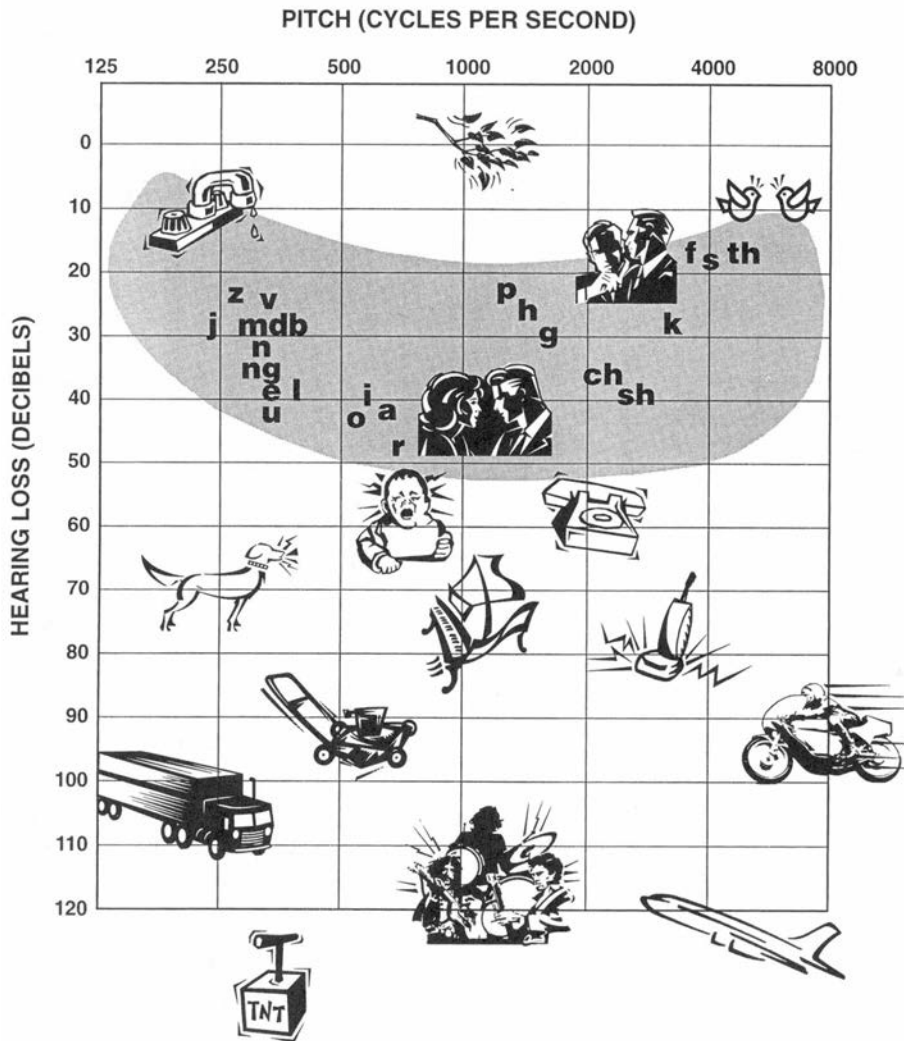 PITCH (CYCLES PER SECOND)
125 250 500 1000 2000 4000 8000
HEARING LOSS (DECIBELS)
0
10
20
30
40
50
60
70
80
90
100
110
120
f s th
z v
p
h
j mdb
g
k
n
ng
ch
e l
i
sh
u
o a
r
TNT